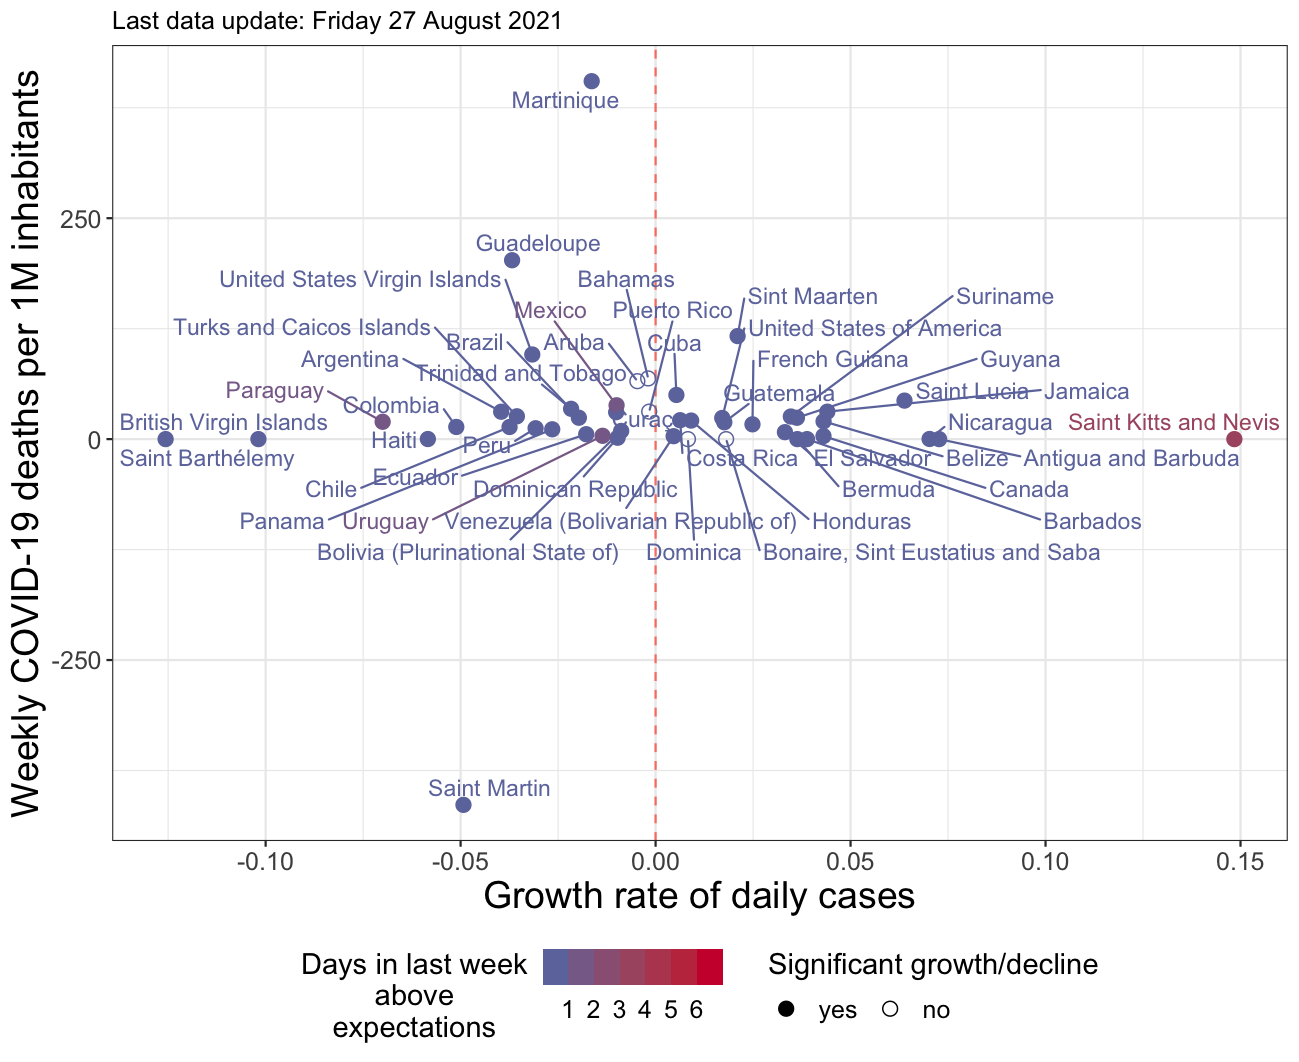 Last data update: Friday 27 August 2021
Weekly COVID-19 deaths per 1M inhabitants
250
0
-250
Martinique
Guadeloupe
United States Virgin Islands
Bahamas
Mexico
Puerto Rico
Sint Maarten
Suriname
Turks and Caicos Islands
Brazil
Aruba
Cuba
United States of America
Argentina
Trinidad and Tobago
French Guiana
Guyana
Paraguay
Colombia
Guatemala
Saint Lucia
Jamaica
British Virgin Islands
Curaçao
Nicaragua
Saint Kitts and Nevis
Haiti
Peru
Saint Barthélemy
Costa Rica
El Salvador
Belize
Antigua and Barbuda
Ecuador
Chile
Dominican Republic
Bermuda
Canada
Panama
Uruguay
Venezuela (Bolivarian Republic of)
Honduras
Barbados
Bolivia (Plurinational State of)
Dominica
Bonaire, Sint Eustatius and Saba
Saint Martin
-0.10
-0.05
0.00
0.05
0.10
0.15
Growth rate of daily cases
Days in last week
above
expectations
1 2 3 4 5 6
Significant growth/decline
yes
no